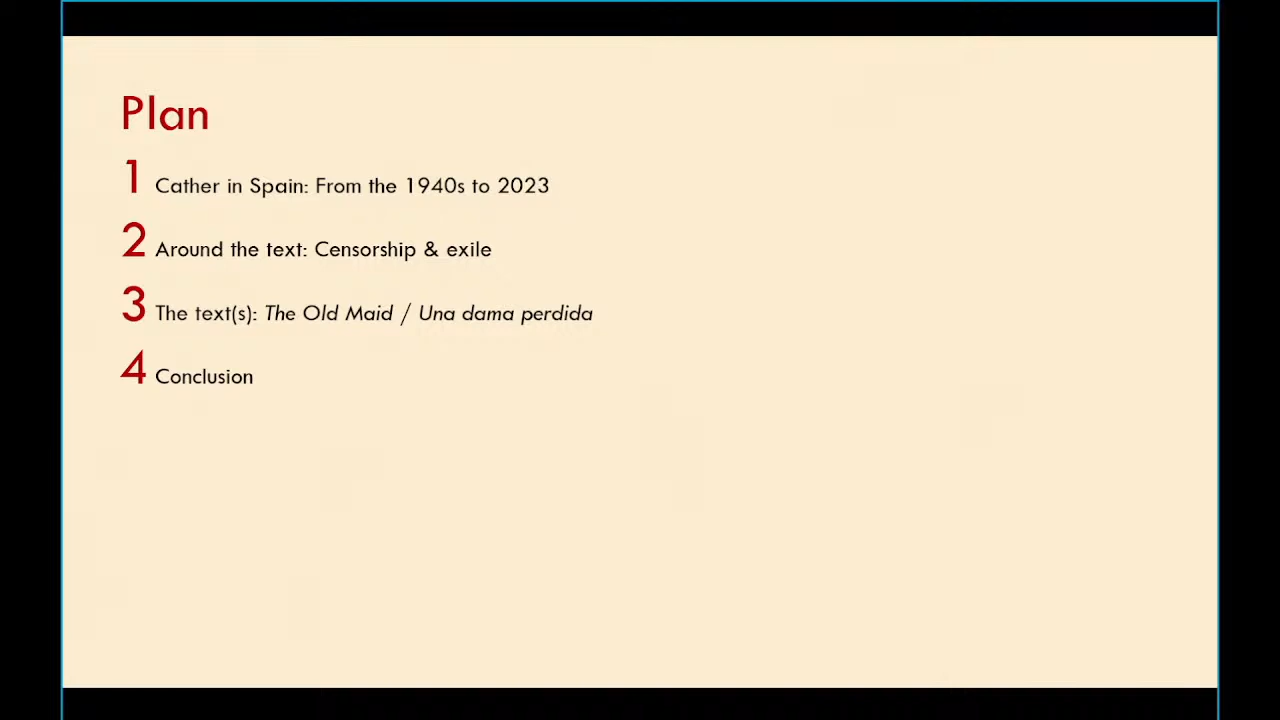 Plan
1 Cather in Spain: From the 1940s to 2023
2 Around the text: Censorship & exile
3 The text(s): The Old Maid / Una dama perdida
4 Conclusion